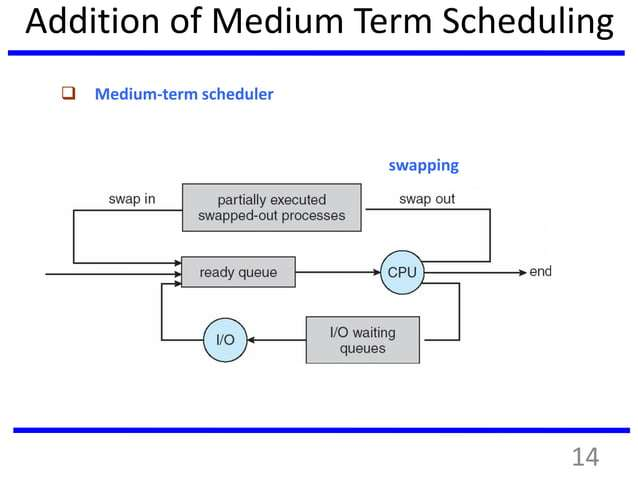 Addition of Medium Term Scheduling
Medium-term scheduler
swapping
swap in
partially executed
swapped-out processes
swap out
ready queue
CPU
end
I/O
I/O waiting
queues
14